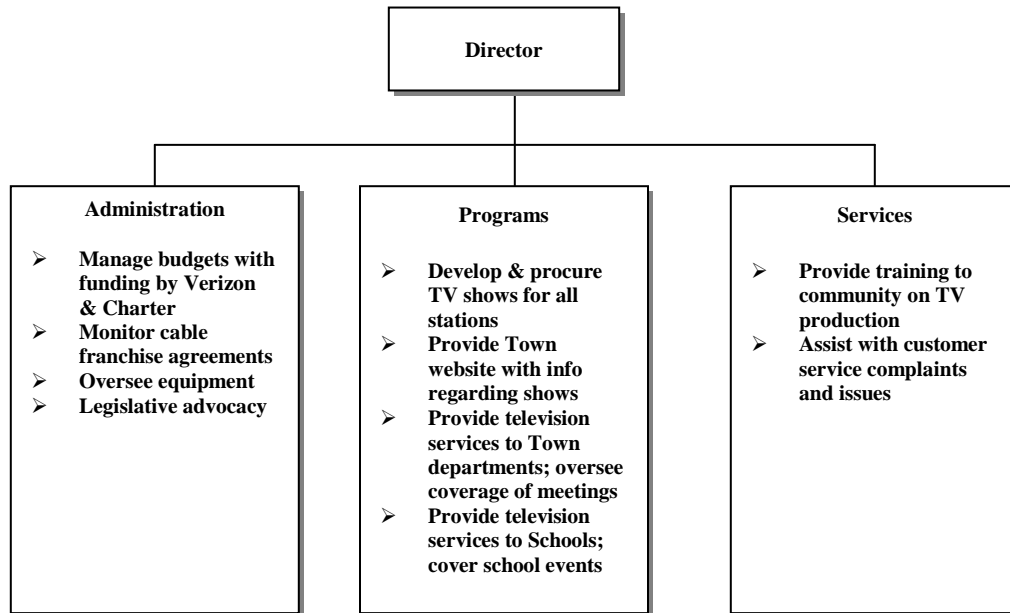 Director
Administration
➢ Manage budgets with
funding by Verizon
& Charter
➢ Monitor cable
franchise agreements
➢ Oversee equipment
➢ Legislative advocacy
Programs
➢ Develop & procure
TV shows for all
stations
➢ Provide Town
website with info
regarding shows
➢ Provide television
services to Town
departments; oversee
coverage of meetings
➢ Provide television
services to Schools;
cover school events
Services
➢ Provide training to
community on TV
production
➢ Assist with customer
service complaints
and issues